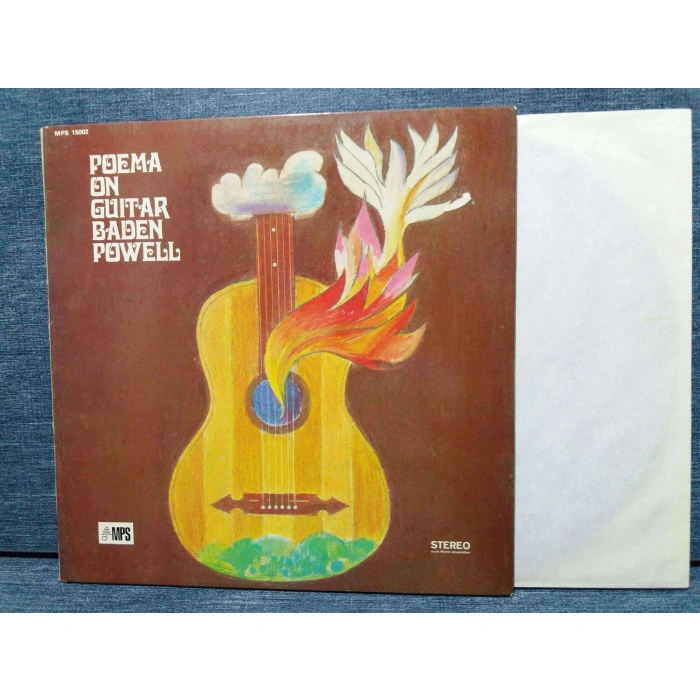 MPS 15002
POEMA
ON
GUITAR
BADEN
POWELL
MPS
STEREO